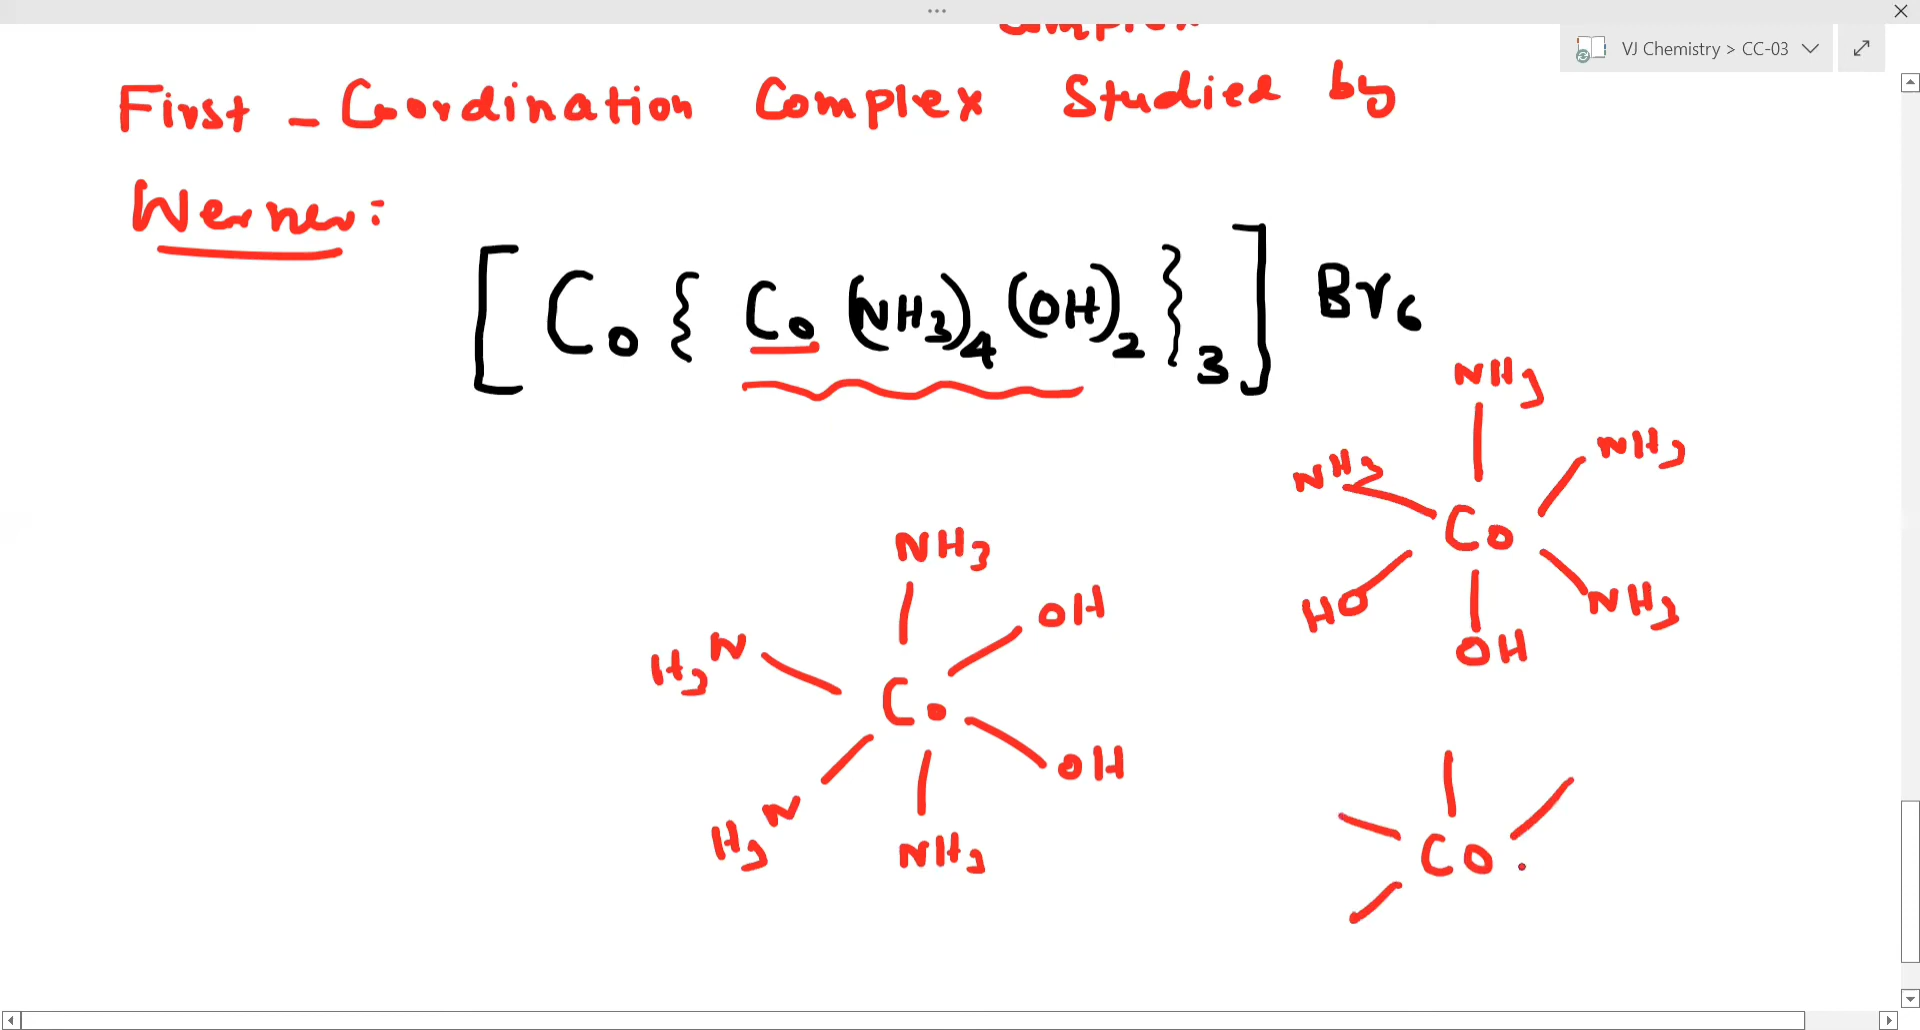 VJ Chemistry > CC-03
First - Coordination Complex Studied by
Werner:
[Co{Co(NH3)4(OH)2}3]Br6
NH3
NH3
NH3
Co
HO
NH3
OH
NH3
OH
H3N
Co
OH
H3N
NH3
Co